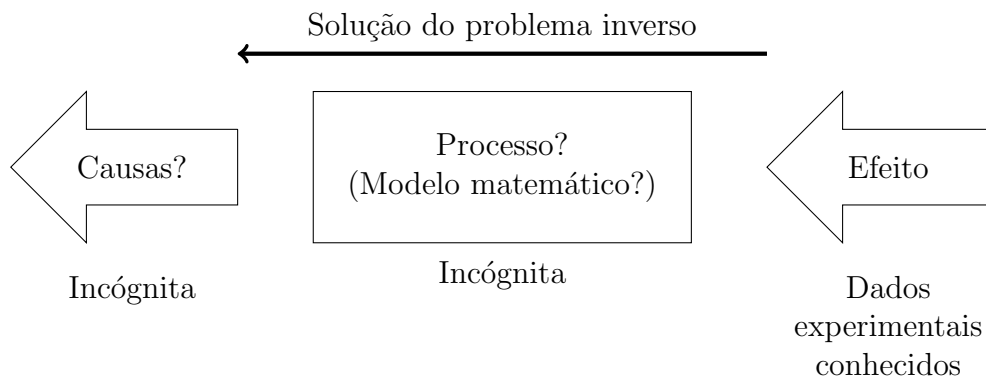 Solução do problema inverso
Causas?
Processo?
(Modelo matemático?)
Efeito
Incógnita
Incógnita
Dados
experimentais
conhecidos